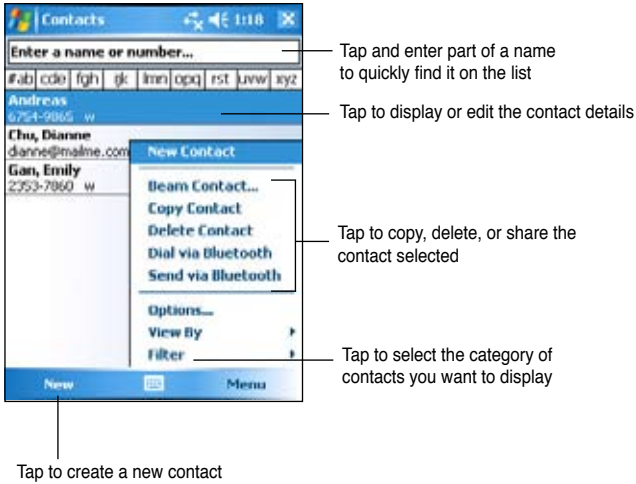 Contacts 1:18
Enter a name or number...
#ab cde fgh ijk lmn opq rst uvw xyz
Andreas
6754-9865 w
Chu, Dianne
dianne@mailme.com
Gan, Emily
2353-7860 w
New Contact
Beam Contact...
Copy Contact
Delete Contact
Dial via Bluetooth
Send via Bluetooth
Options...
View By
Filter
New Menu
Tap and enter part of a name
to quickly find it on the list
Tap to display or edit the contact details
Tap to copy, delete, or share the
contact selected
Tap to select the category of
contacts you want to display
Tap to create a new contact